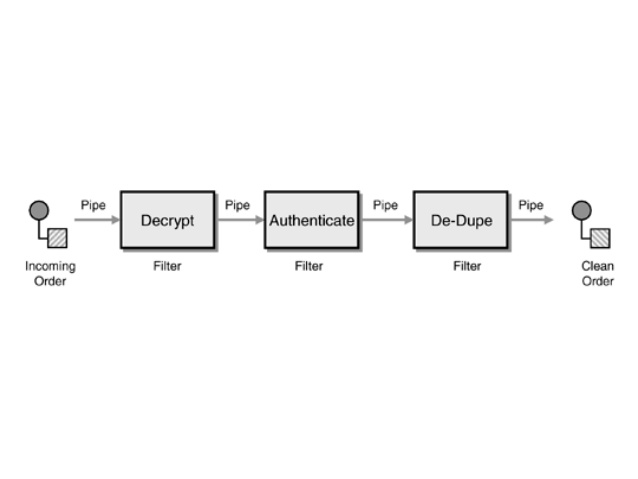 Pipe
Pipe
Pipe
Pipe
Decrypt
Authenticate
De-Dupe
Incoming
Order
Filter
Filter
Filter
Clean
Order